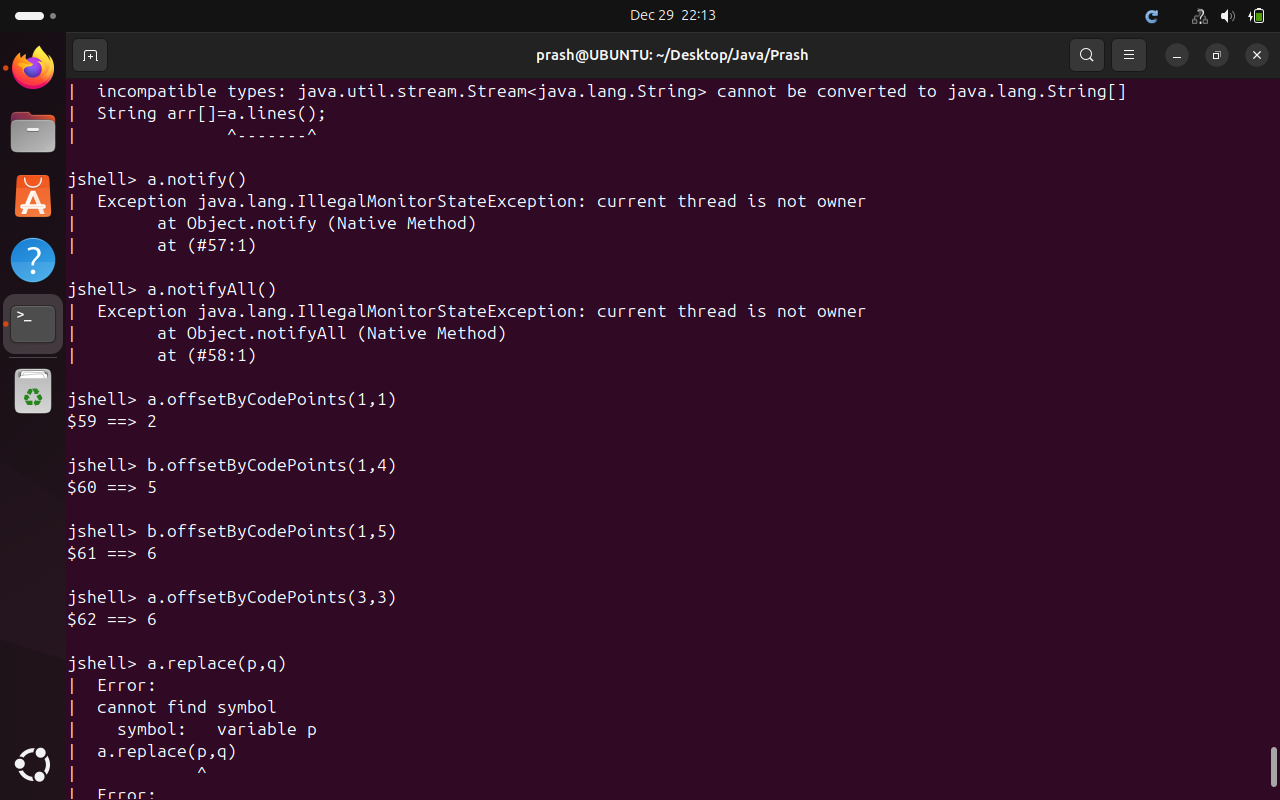 Dec 29 22:13
prash@UBUNTU: ~/Desktop/Java/Prash
| incompatible types: java.util.stream.Stream<java.lang.String> cannot be converted to java.lang.String[]
| String arr[]=a.lines();
| ^-------^
jshell> a.notify()
| Exception java.lang.IllegalMonitorStateException: current thread is not owner
| at Object.notify (Native Method)
| at (#57:1)
jshell> a.notifyAll()
| Exception java.lang.IllegalMonitorStateException: current thread is not owner
| at Object.notifyAll (Native Method)
| at (#58:1)
jshell> a.offsetByCodePoints(1,1)
$59 ==> 2
jshell> b.offsetByCodePoints(1,4)
$60 ==> 5
jshell> b.offsetByCodePoints(1,5)
$61 ==> 6
jshell> a.offsetByCodePoints(3,3)
$62 ==> 6
jshell> a.replace(p,q)
| Error:
| cannot find symbol
| symbol: variable p
| a.replace(p,q)
| ^
| Error: